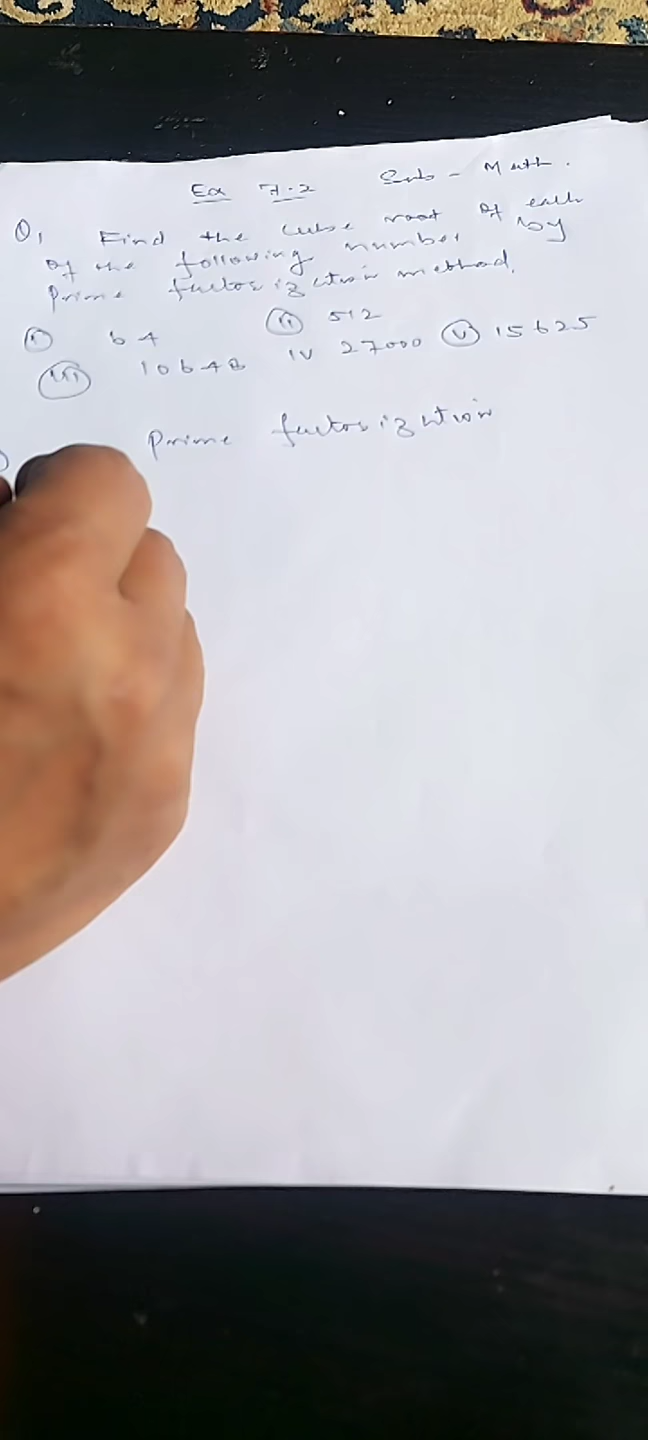 Ex 7.2 Sub - Math.
Q1 Find the cube root of each
of the following number by
prime factorization method.
(i) 64 (ii) 512
(iii) 10648 IV 27000 (V) 15625
Prime factorization